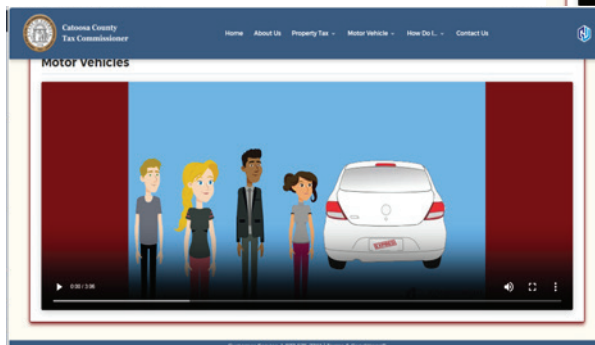 Catoosa County
Tax Commissioner
Home About Us Property Tax Motor Vehicle How Do I... Contact Us
Motor Vehicles
0:00 / 3:06